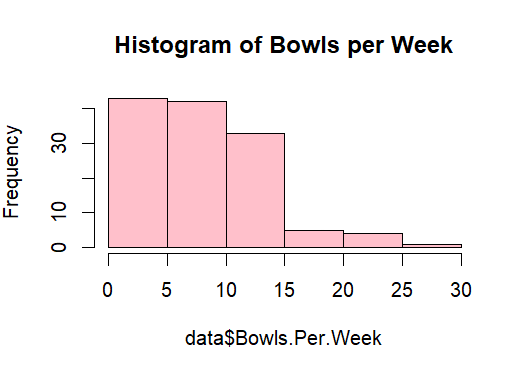 Histogram of Bowls per Week
Frequency
30
10
0
0 5 10 15 20 25 30
data$Bowls.Per.Week